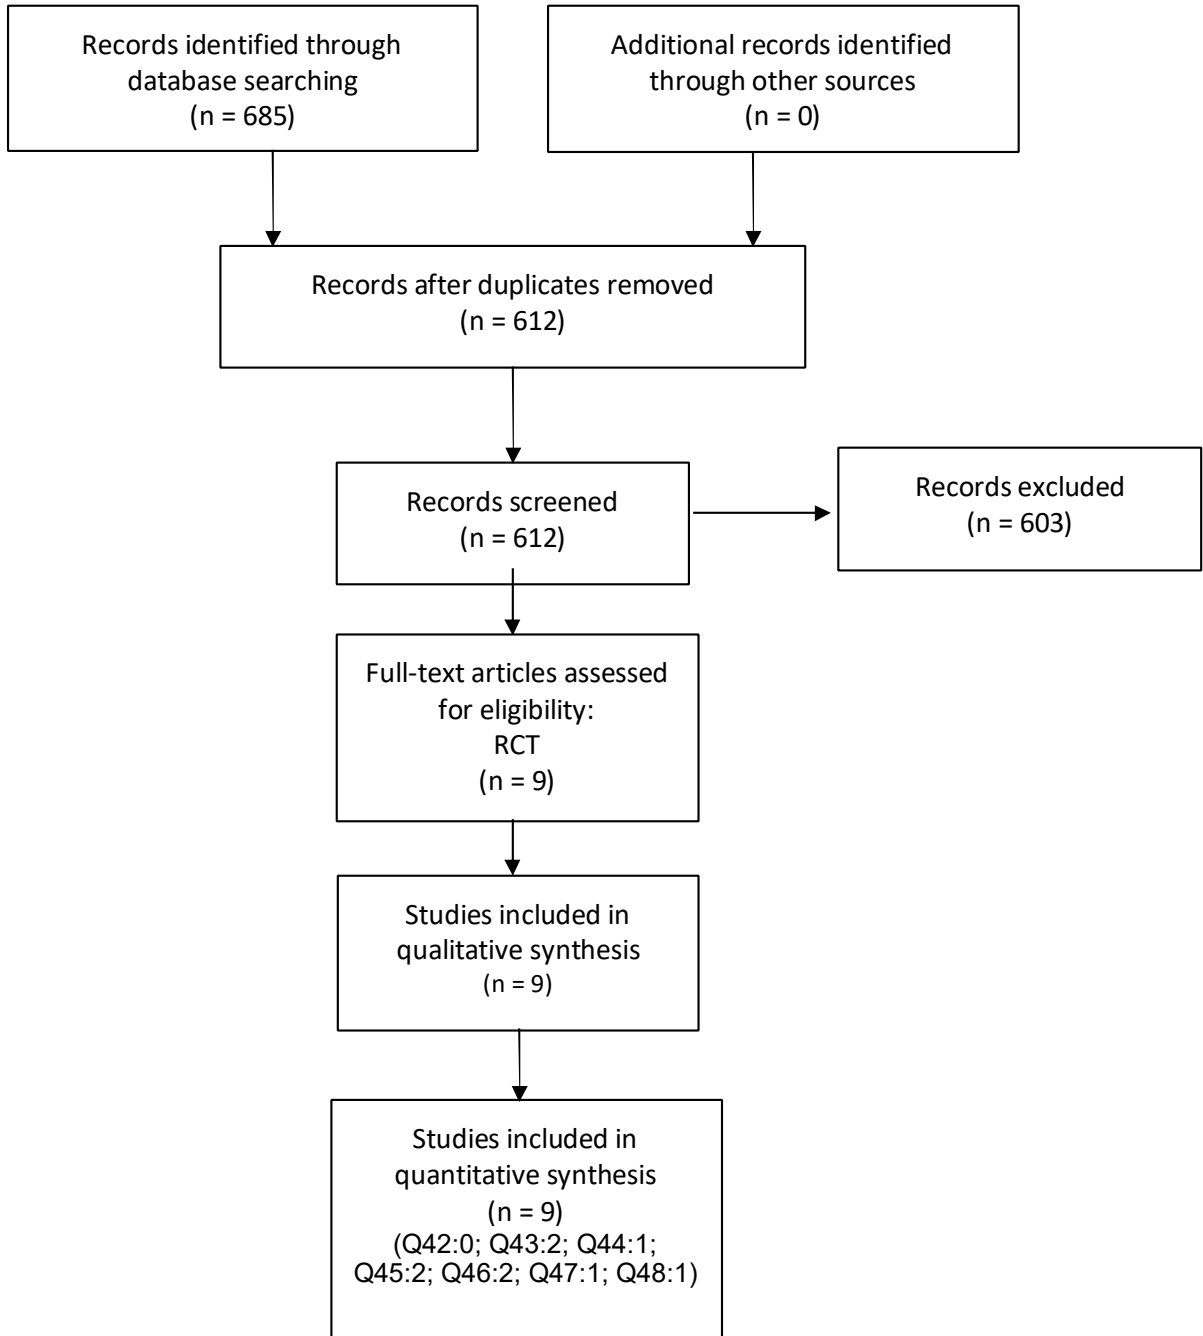 Records identified through
database searching
(n = 685)
Additional records identified
through other sources
(n = 0)
Records after duplicates removed
(n = 612)
Records screened
(n = 612)
Records excluded
(n = 603)
Full-text articles assessed
for eligibility:
RCT
(n = 9)
Studies included in
qualitative synthesis
(n = 9)
Studies included in
quantitative synthesis
(n = 9)
(Q42:0; Q43:2; Q44:1;
Q45:2; Q46:2; Q47:1; Q48:1)